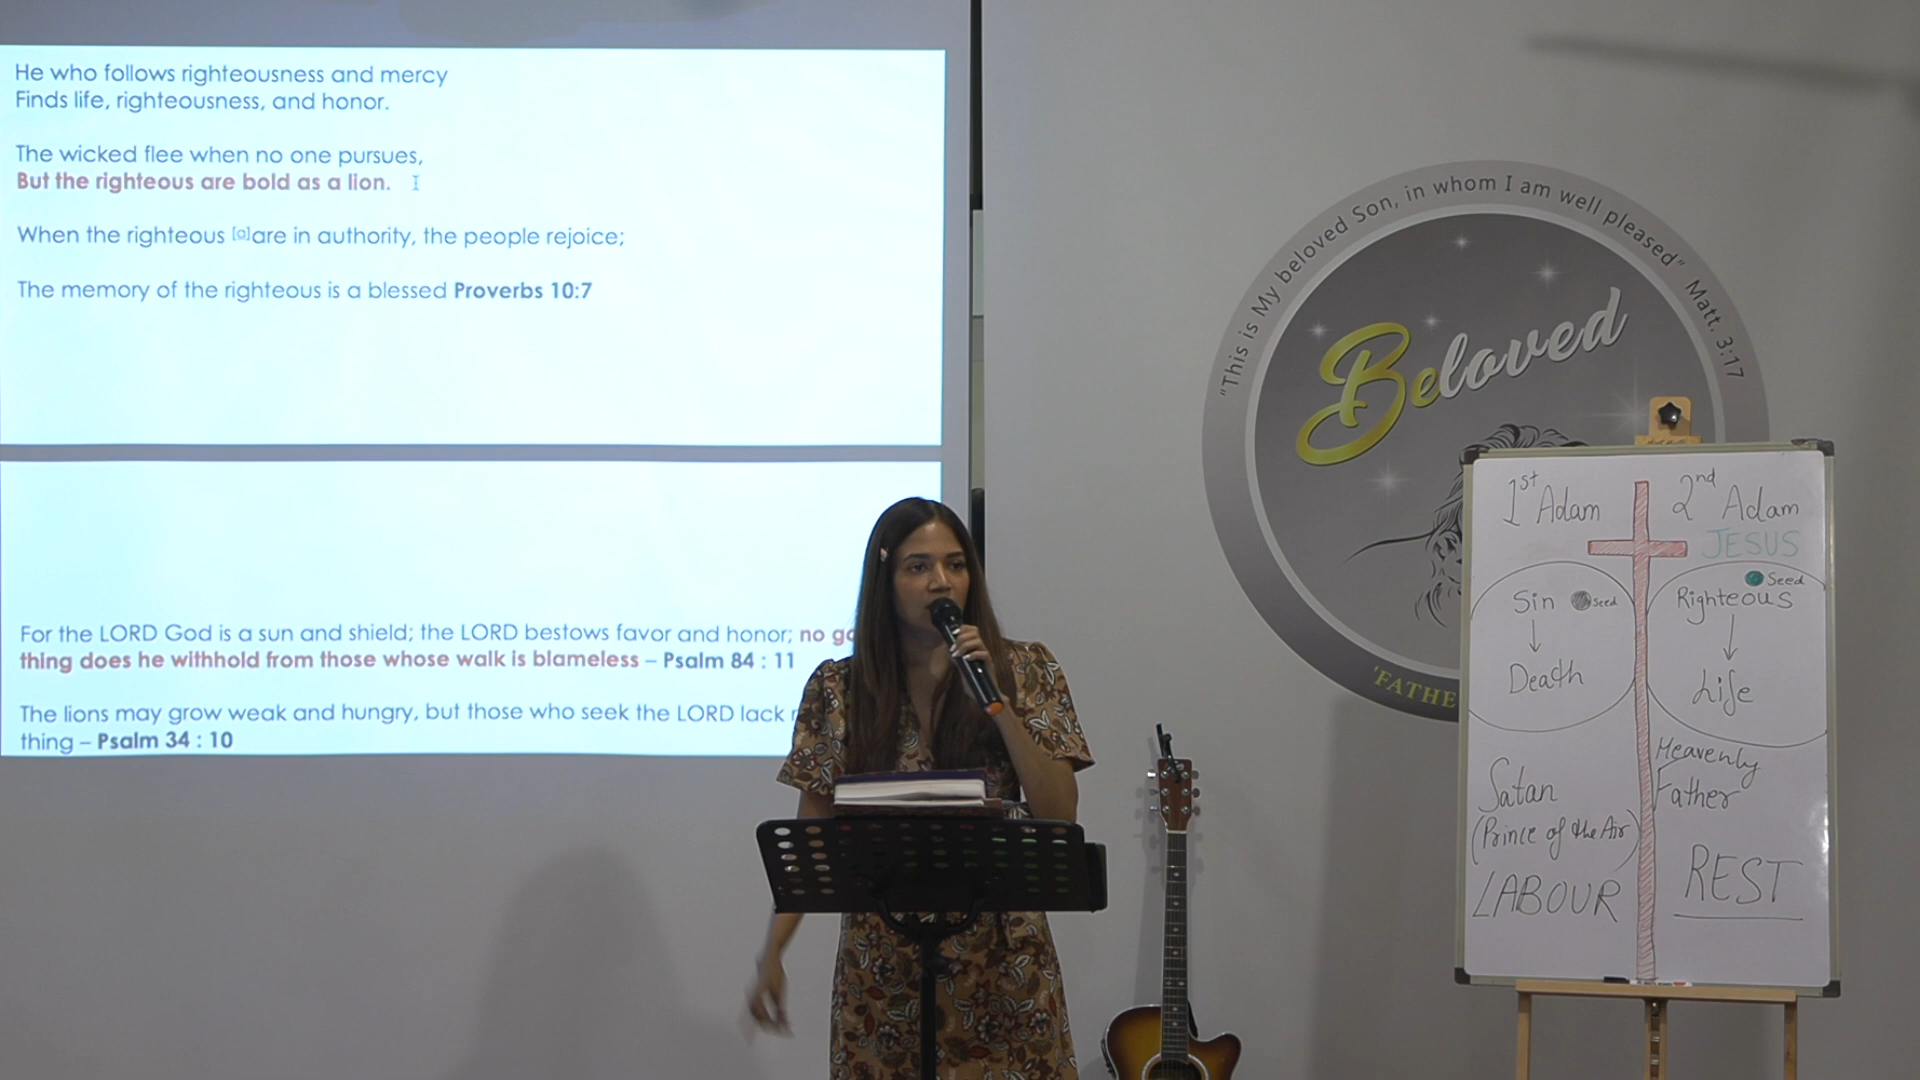 He who follows righteousness and mercy
Finds life, righteousness, and honor.
The wicked flee when no one pursues,
But the righteous are bold as a lion.
When the righteous [a]are in authority, the people rejoice;
The memory of the righteous is a blessed Proverbs 10:7
For the LORD God is a sun and shield; the LORD bestows favor and honor; no
thing does he withhold from those whose walk is blameless – Psalm 84 : 11
The lions may grow weak and hungry, but those who seek the LORD lack
thing – Psalm 34 : 10
"This is My beloved Son, in whom I am well pleased" Matt. 3:17
Beloved
1st Adam
2nd Adam
JESUS
Sin Seed
Death
Seed
Righteous
Life
Satan
(Prince of the Air)
LABOUR
Heavenly
Father
REST